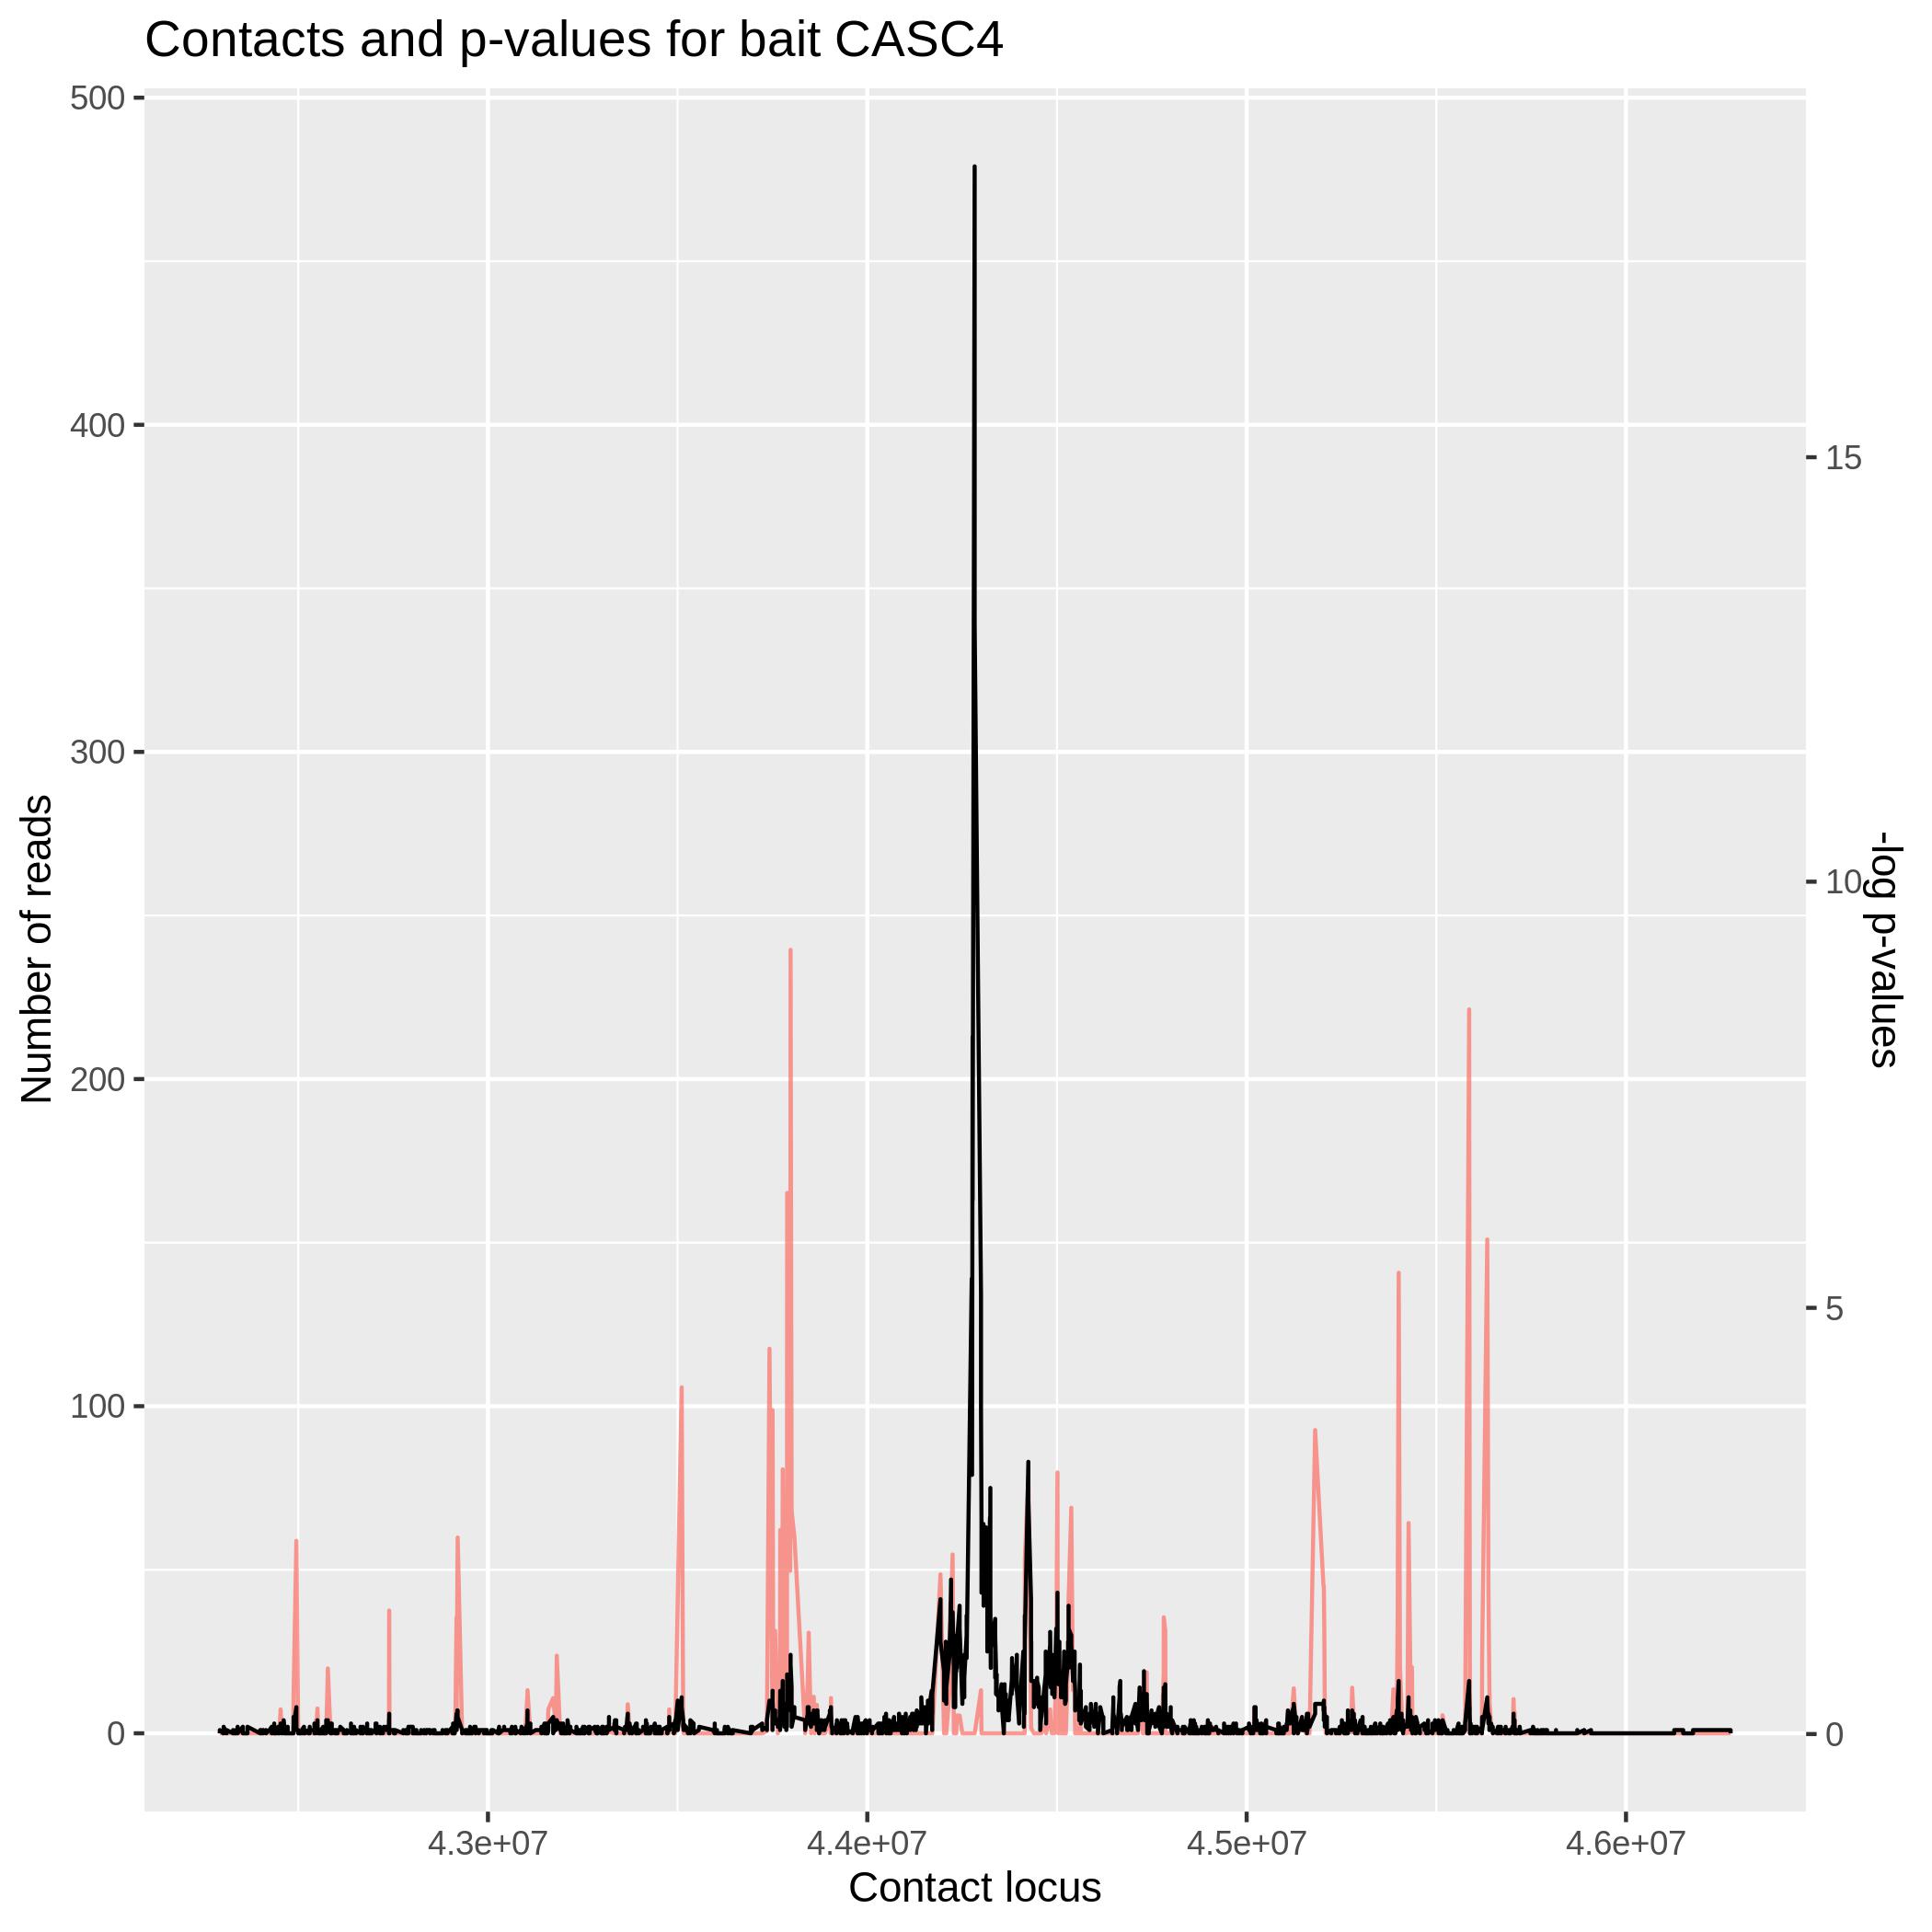 Contacts and p-values for bait CASC4
500
400
300
200
100
0
Number of reads
15
10
5
0
-log p-values
4.3e+07
4.4e+07
4.5e+07
4.6e+07
Contact locus